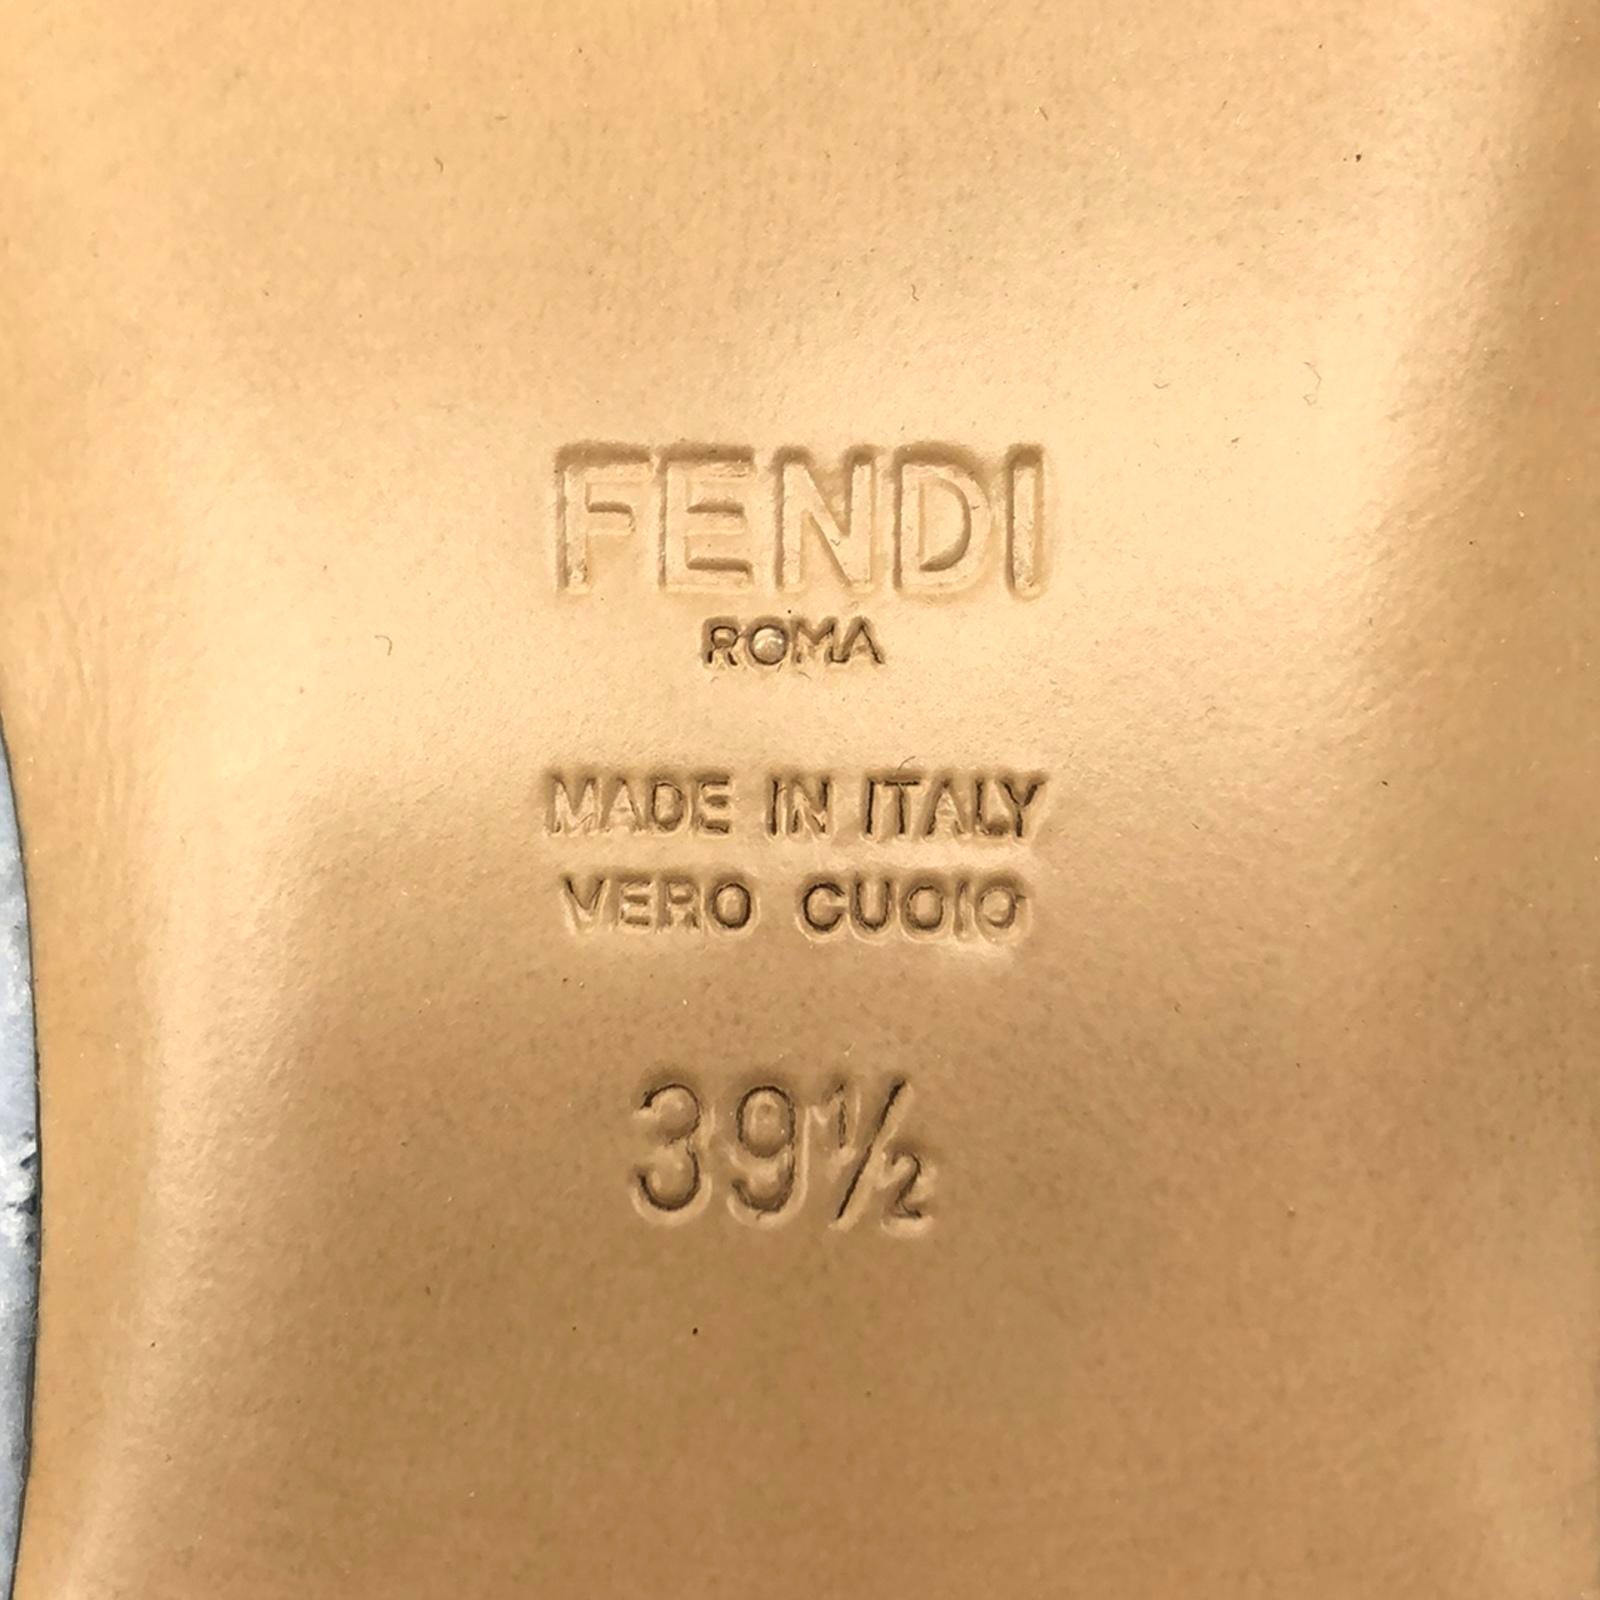 FENDI
ROMA
MADE IN ITALY
VERO CUOIO
39½